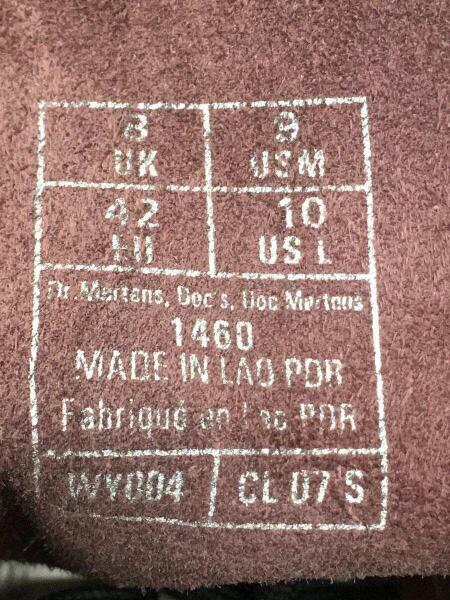 8 9
UK USM
42 10
EU US L
Dr. Martens, Doc's, Doc Martens
1460
MADE IN LAO PDR
Fabriqué en Lao PDR
WY004 CL 07 S